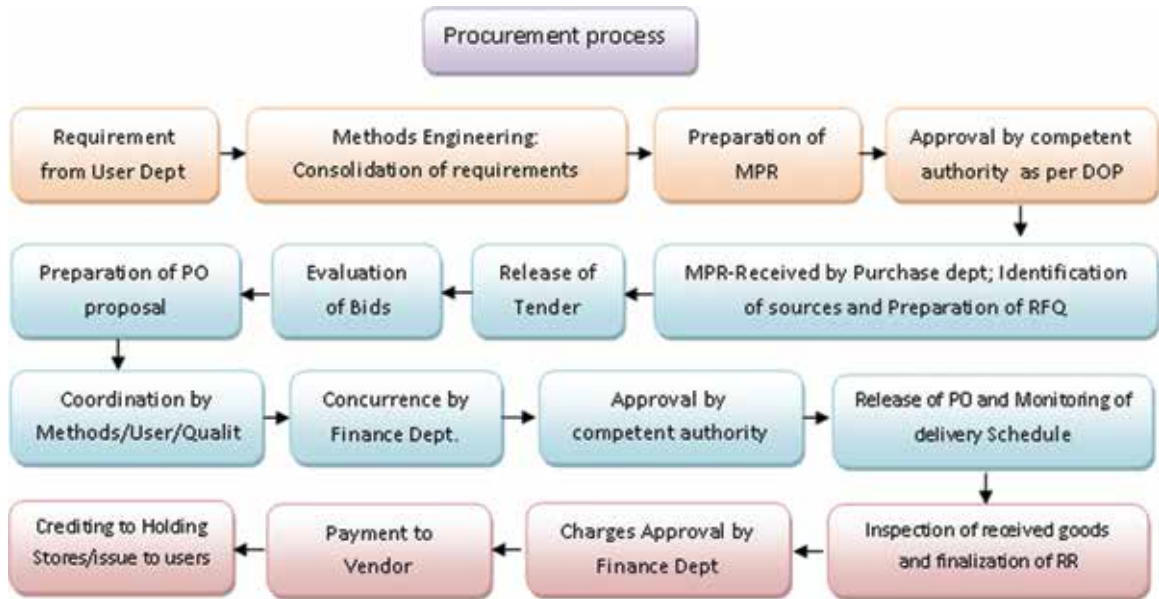 Procurement process
Requirement
from User Dept
Methods Engineering:
Consolidation of requirements
Preparation of
MPR
Approval by competent
authority as per DOP
MPR-Received by Purchase dept; Identification
of sources and Preparation of RFQ
Release of
Tender
Evaluation
of Bids
Preparation of PO
proposal
Coordination by
Methods/User/Qualit
Concurrence by
Finance Dept.
Approval by
competent authority
Release of PO and Monitoring of
delivery Schedule
Inspection of received goods
and finalization of RR
Charges Approval by
Finance Dept
Payment to
Vendor
Crediting to Holding
Stores/issue to users